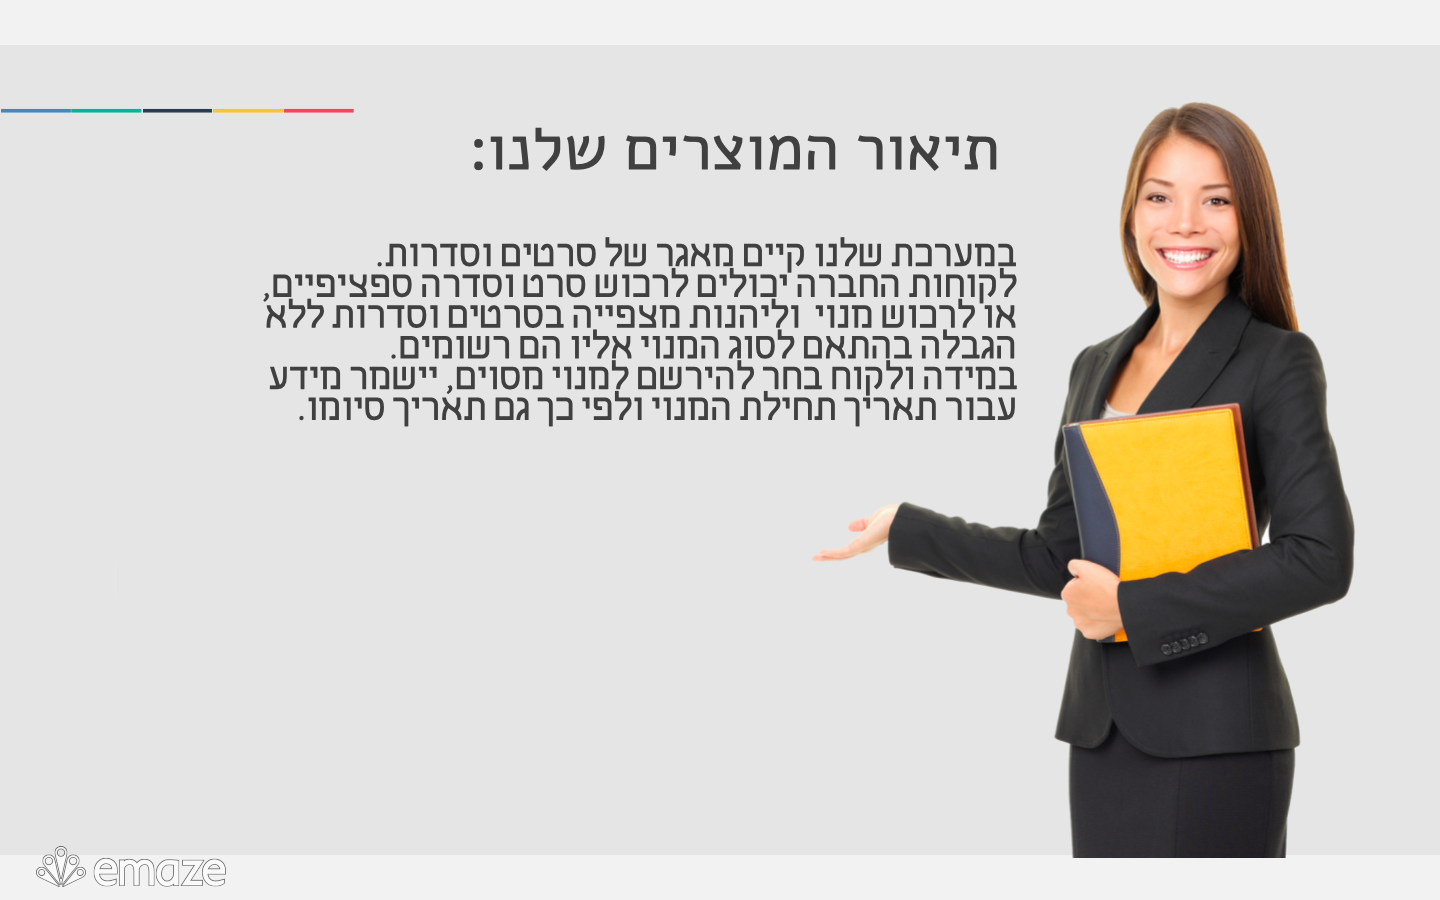 תיאור המוצרים שלנו:
במערכת שלנו קיים מאגר של סרטים וסדרות.
לקוחות החברה יכולים לרכוש סרט וסדרה ספציפיים,
או לרכוש מנוי  וליהנות מצפייה בסרטים וסדרות ללא
הגבלה בהתאם לסוג המנוי אליו הם רשומים.
במידה ולקוח בחר להירשם למנוי מסוים, יישמר מידע
עבור תאריך תחילת המנוי ולפי כך גם תאריך סיומו.
emaze